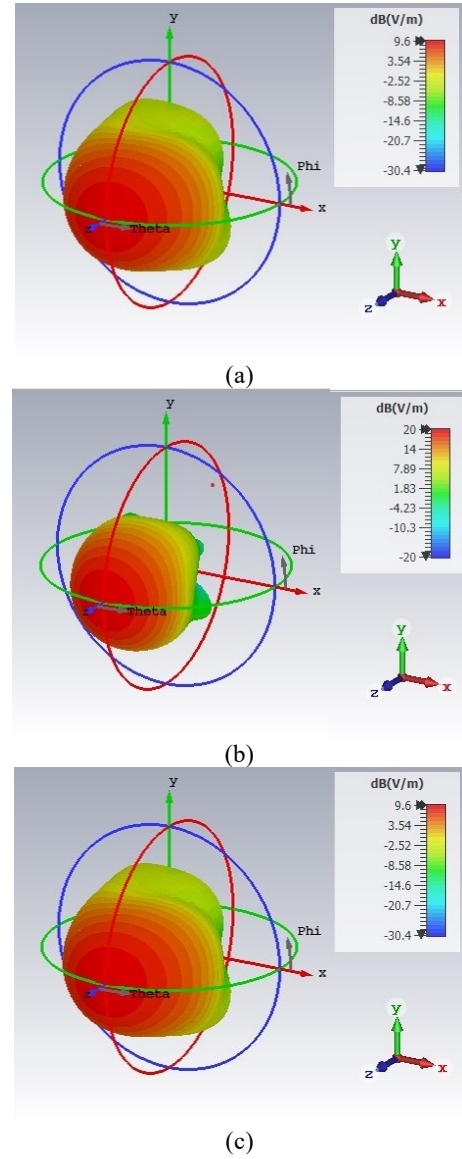 y
dB(V/m)
9.6
3.54
-2.52
-8.58
-14.6
-20.7
-30.4
Phi
x
z
Theta
y
z
x
(a)
y
dB(V/m)
20
14
7.89
1.83
-4.23
-10.3
-20
Phi
x
z
Theta
y
z
x
(b)
y
dB(V/m)
9.6
3.54
-2.52
-8.58
-14.6
-20.7
-30.4
Phi
x
z
Theta
y
z
x
(c)